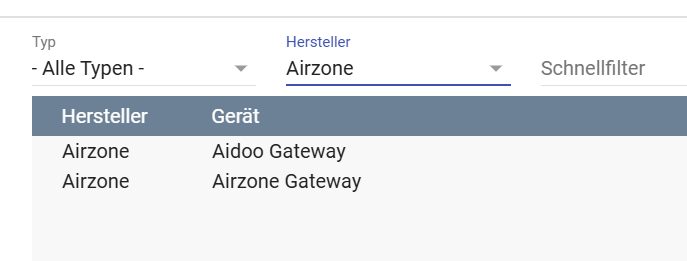 Typ Hersteller
- Alle Typen - Airzone Schnellfilter
Hersteller Gerät
Airzone Aidoo Gateway
Airzone Airzone Gateway